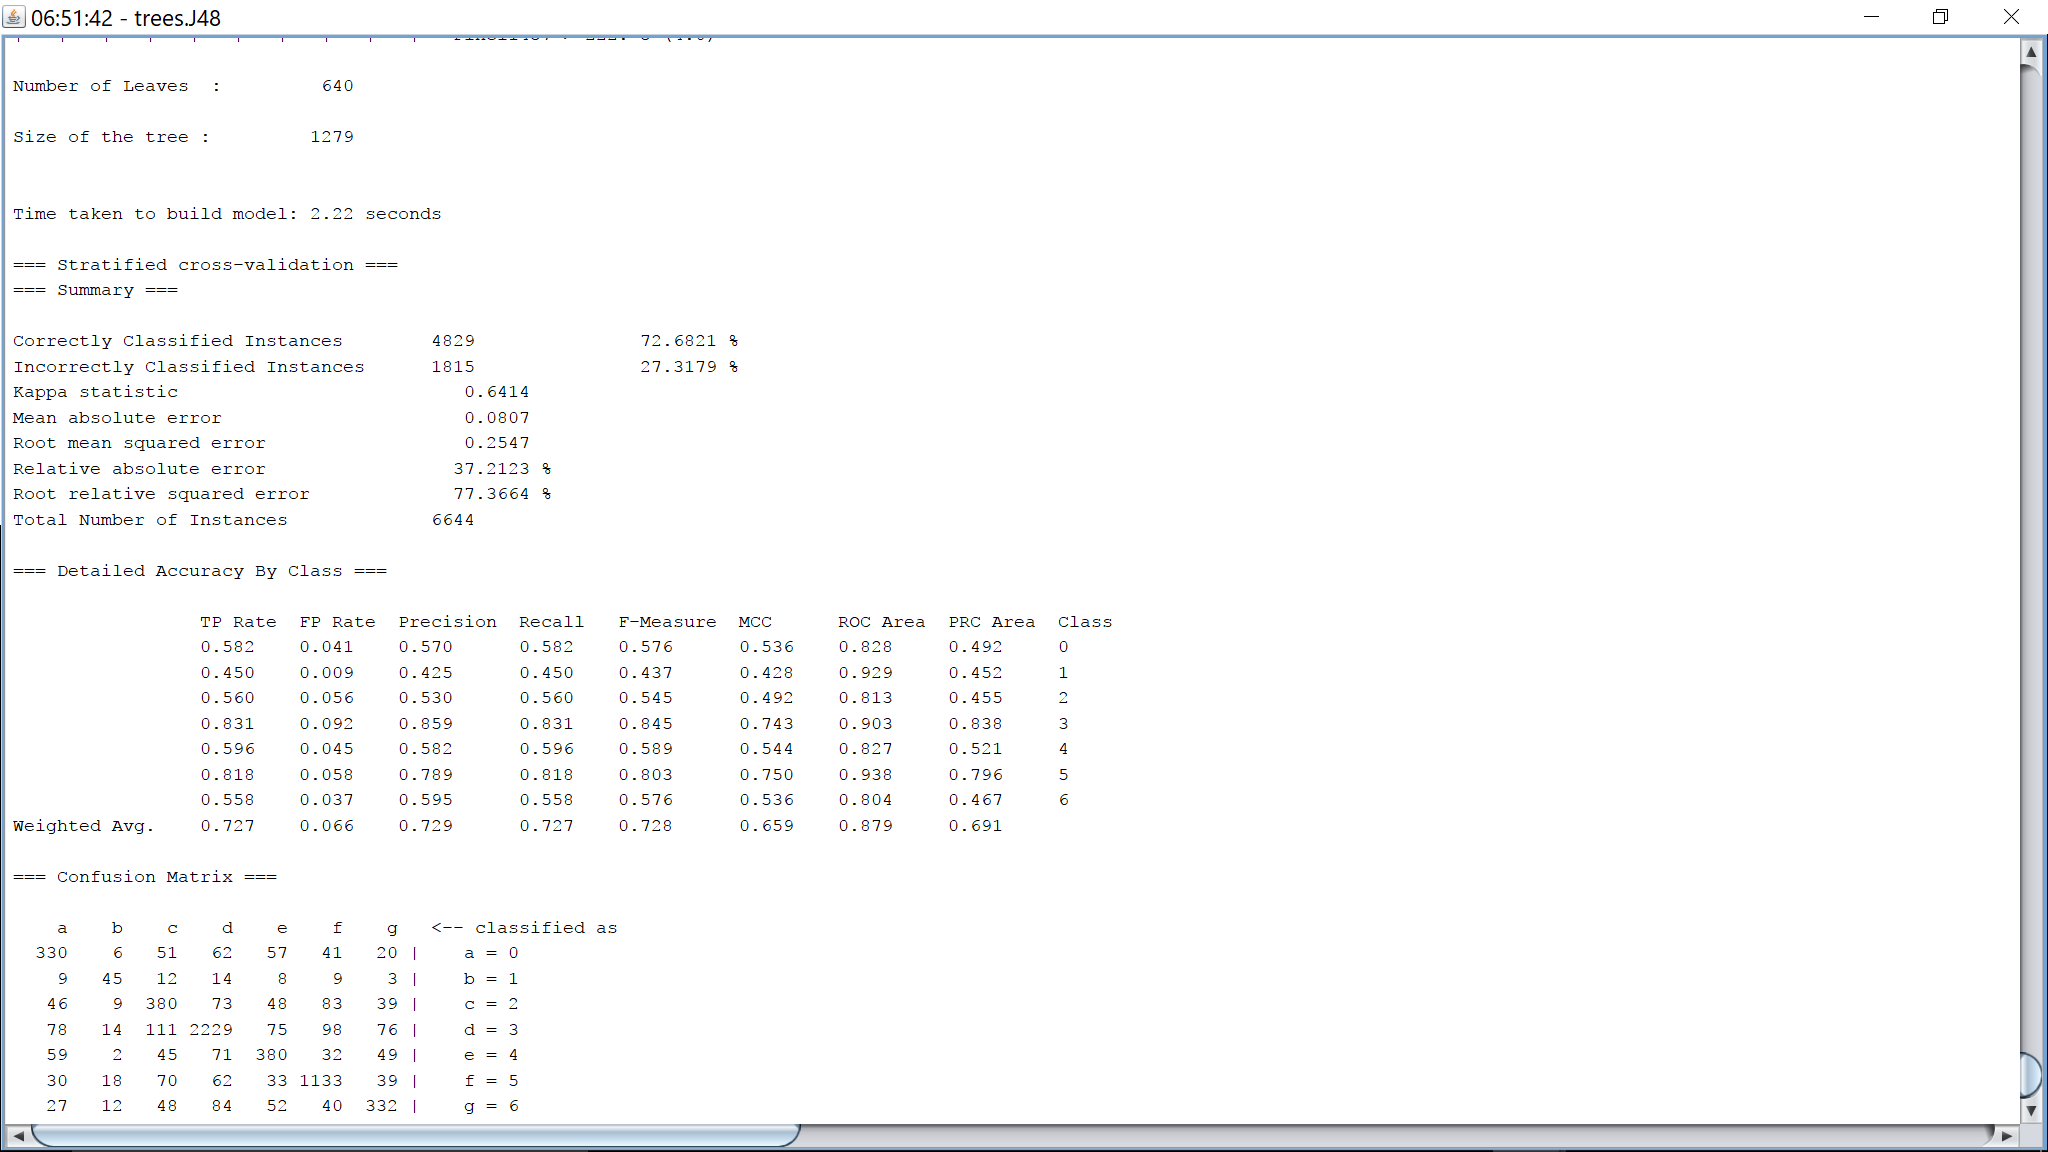 06:51:42 - trees.J48
Number of Leaves  :         640
Size of the tree :         1279
Time taken to build model: 2.22 seconds
=== Stratified cross-validation ===
=== Summary ===
Correctly Classified Instances        4829               72.6821 %
Incorrectly Classified Instances      1815               27.3179 %
Kappa statistic                          0.6414
Mean absolute error                      0.0807
Root mean squared error                  0.2547
Relative absolute error                 37.2123 %
Root relative squared error             77.3664 %
Total Number of Instances             6644
=== Detailed Accuracy By Class ===
                 TP Rate  FP Rate  Precision  Recall   F-Measure  MCC      ROC Area  PRC Area  Class
                 0.582    0.041    0.570      0.582    0.576      0.536    0.828     0.492     0
                 0.450    0.009    0.425      0.450    0.437      0.428    0.929     0.452     1
                 0.560    0.056    0.530      0.560    0.545      0.492    0.813     0.455     2
                 0.831    0.092    0.859      0.831    0.845      0.743    0.903     0.838     3
                 0.596    0.045    0.582      0.596    0.589      0.544    0.827     0.521     4
                 0.818    0.058    0.789      0.818    0.803      0.750    0.938     0.796     5
                 0.558    0.037    0.595      0.558    0.576      0.536    0.804     0.467     6
Weighted Avg.    0.727    0.066    0.729      0.727    0.728      0.659    0.879     0.691
=== Confusion Matrix ===
    a    b    c    d    e    f    g   <-- classified as
  330    6   51   62   57   41   20 |    a = 0
    9   45   12   14    8    9    3 |    b = 1
   46    9  380   73   48   83   39 |    c = 2
   78   14  111 2229   75   98   76 |    d = 3
   59    2   45   71  380   32   49 |    e = 4
   30   18   70   62   33 1133   39 |    f = 5
   27   12   48   84   52   40  332 |    g = 6